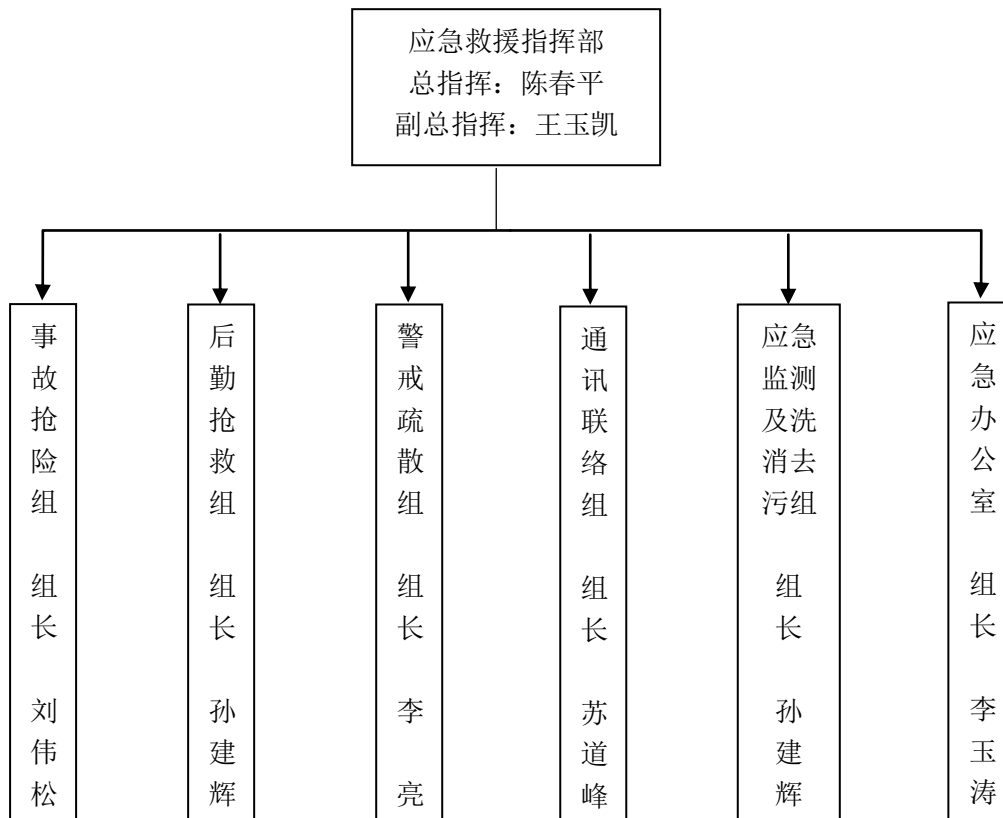 应急救援指挥部
总指挥：陈春平
副总指挥：王玉凯
事故抢险组 组长 刘伟松
后勤抢救组 组长 孙建辉
警戒疏散组 组长 李 亮
通讯联络组 组长 苏道峰
应急
监测
及洗
消去
污组
组长 孙建辉
应急办公室 组长 李玉涛